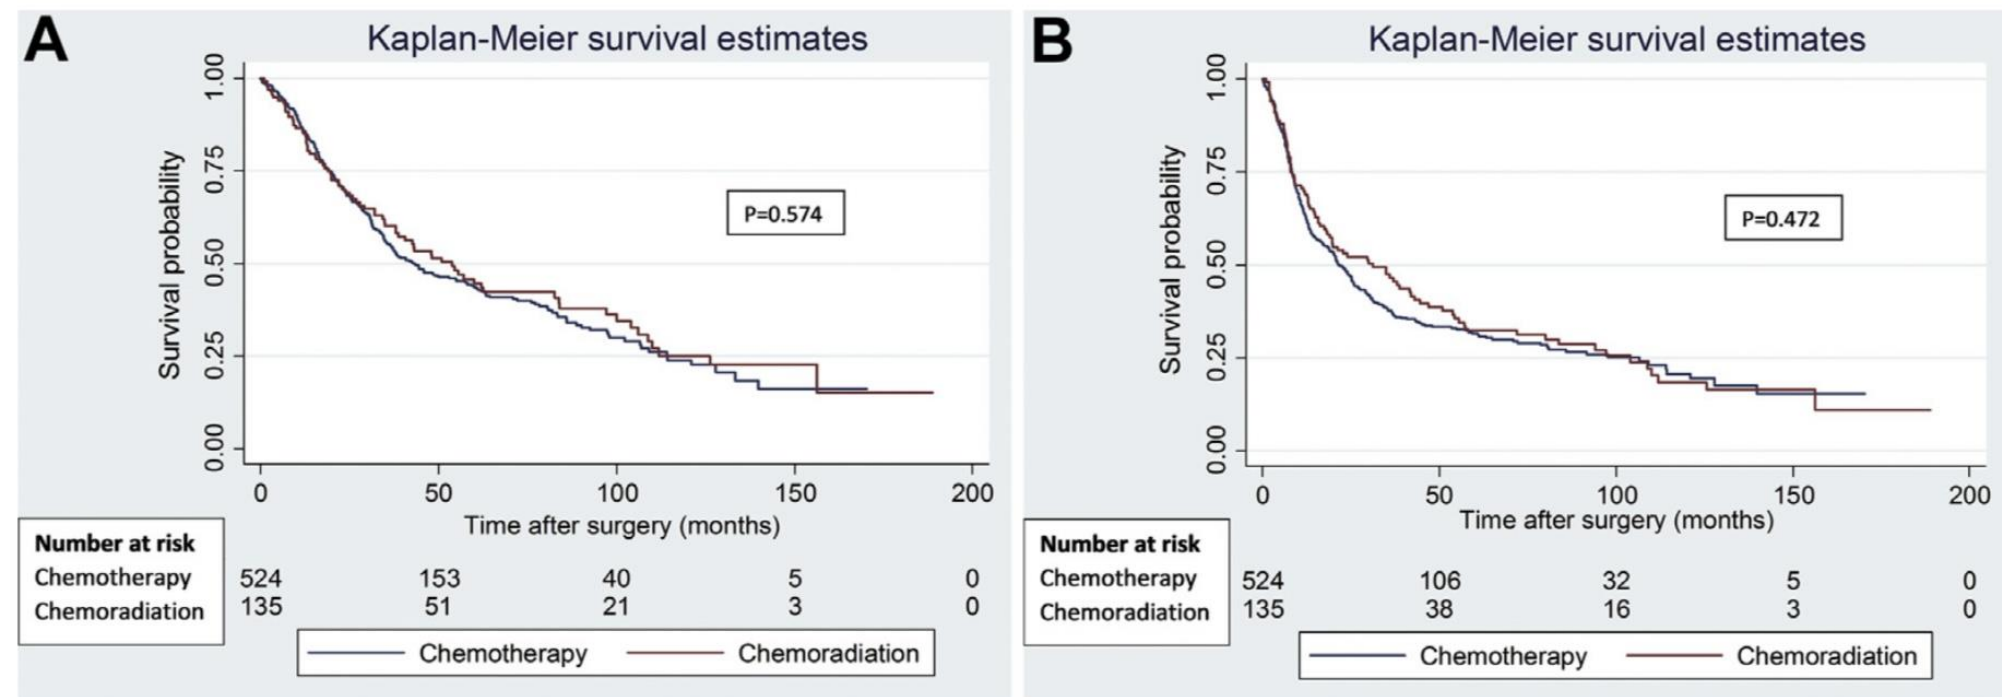 A
Kaplan-Meier survival estimates
Survival probability
1.00
0.75
0.50
0.25
0.00
P=0.574
0 50 100 150 200
Time after surgery (months)
Number at risk
Chemotherapy 524 153 40 5 0
Chemoradiation 135 51 21 3 0
Chemotherapy Chemoradiation
B
Kaplan-Meier survival estimates
Survival probability
1.00
0.75
0.50
0.25
0.00
P=0.472
0 50 100 150 200
Time after surgery (months)
Number at risk
Chemotherapy 524 106 32 5 0
Chemoradiation 135 38 16 3 0
Chemotherapy Chemoradiation